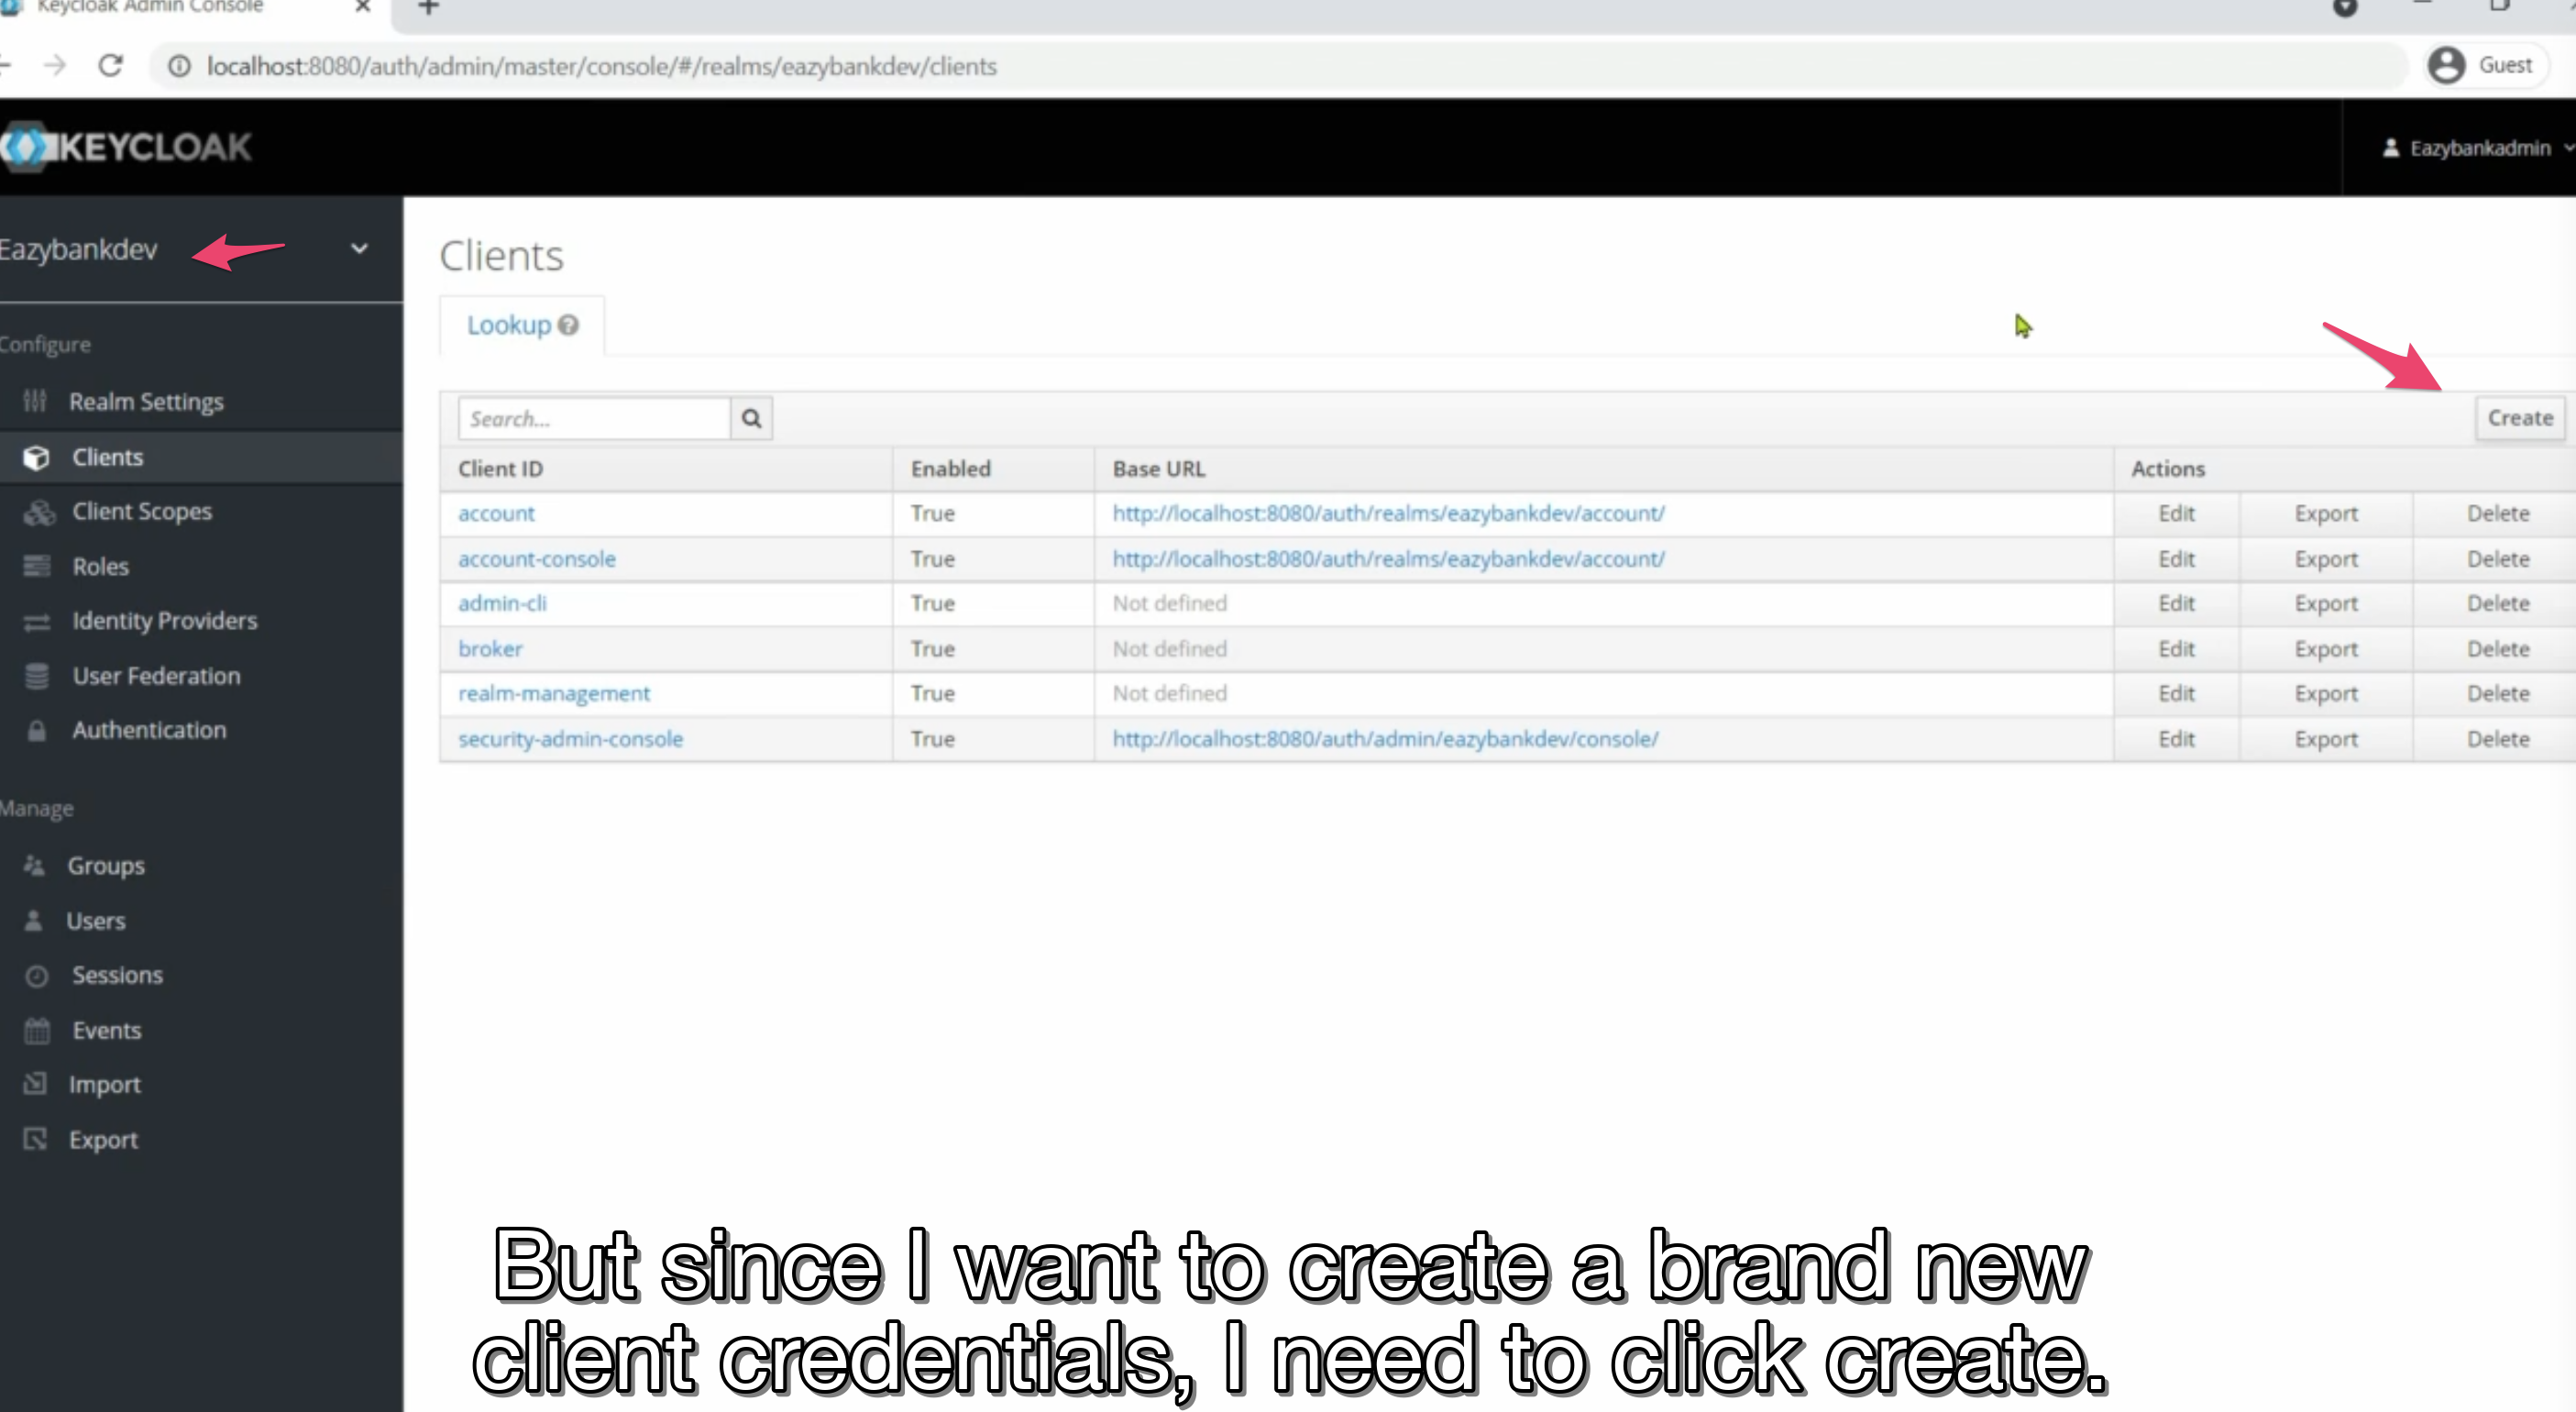 Keycloak Admin Console
localhost:8080/auth/admin/master/console/#/realms/eazybankdev/clients
Guest
KEYCLOAK
Eazybankadmin
Eazybankdev
Configure
Realm Settings
Clients
Client Scopes
Roles
Identity Providers
User Federation
Authentication
Manage
Groups
Users
Sessions
Events
Import
Export
Clients
Lookup
Search...
Create
Client ID Enabled Base URL Actions
account True http://localhost:8080/auth/realms/eazybankdev/account/ Edit Export Delete
account-console True http://localhost:8080/auth/realms/eazybankdev/account/ Edit Export Delete
admin-cli True Not defined Edit Export Delete
broker True Not defined Edit Export Delete
realm-management True Not defined Edit Export Delete
security-admin-console True http://localhost:8080/auth/admin/eazybankdev/console/ Edit Export Delete
But since I want to create a brand new
client credentials, I need to click create.